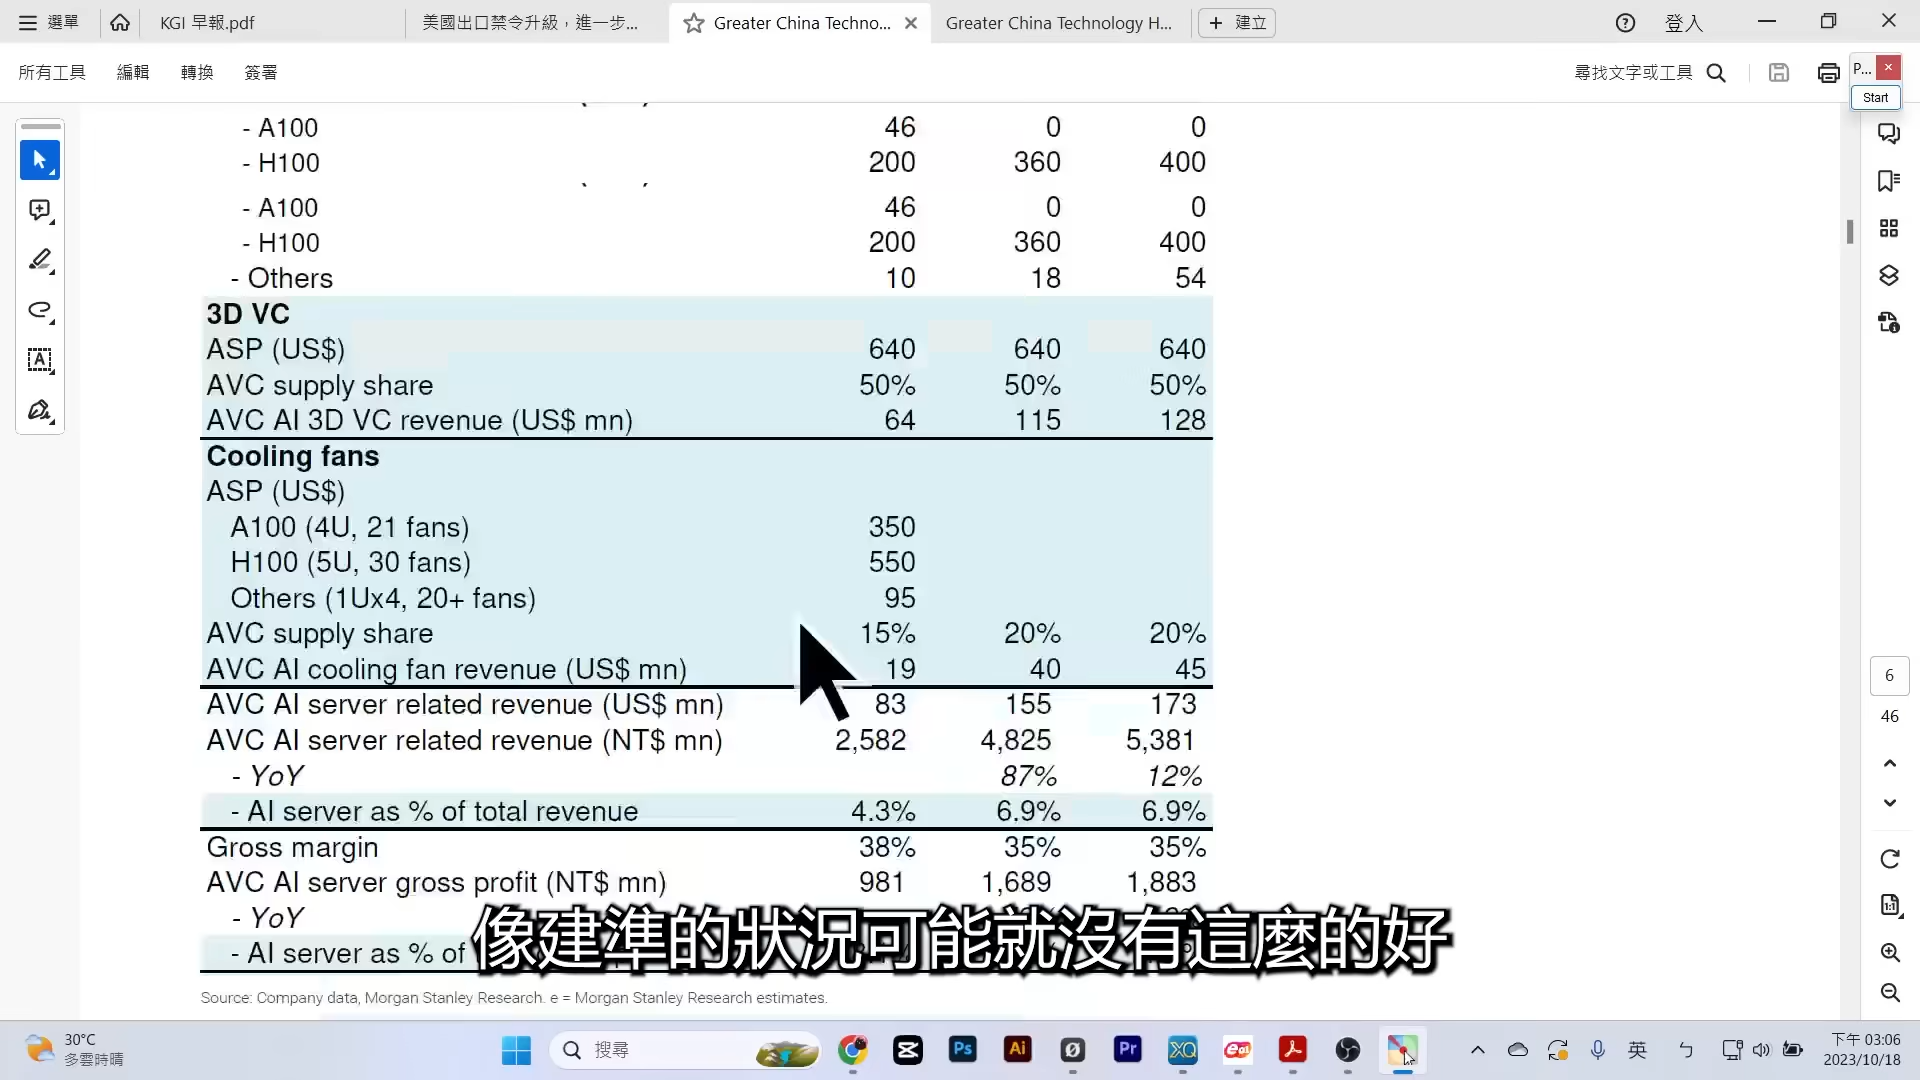 選單
KGI 早報.pdf
美國出口禁令升級，進一步...
Greater China Techno...
Greater China Technology H...
建立
登入
所有工具 編輯 轉換 簽署
尋找文字或工具
P...
Start
- A100 46 0 0
- H100 200 360 400
- A100 46 0 0
- H100 200 360 400
- Others 10 18 54
3D VC
ASP (US$) 640 640 640
AVC supply share 50% 50% 50%
AVC AI 3D VC revenue (US$ mn) 64 115 128
Cooling fans
ASP (US$)
A100 (4U, 21 fans) 350
H100 (5U, 30 fans) 550
Others (1Ux4, 20+ fans) 95
AVC supply share 15% 20% 20%
AVC AI cooling fan revenue (US$ mn) 19 40 45
AVC AI server related revenue (US$ mn) 83 155 173
AVC AI server related revenue (NT$ mn) 2,582 4,825 5,381
- YoY 87% 12%
- AI server as % of total revenue 4.3% 6.9% 6.9%
Gross margin 38% 35% 35%
AVC AI server gross profit (NT$ mn) 981 1,689 1,883
- YoY
- AI server as % of
像建準的狀況可能就沒有這麼的好
Source: Company data, Morgan Stanley Research. e = Morgan Stanley Research estimates.
6
46
30°C
多雲時晴
搜尋
英
ㄅ
下午 03:06
2023/10/18